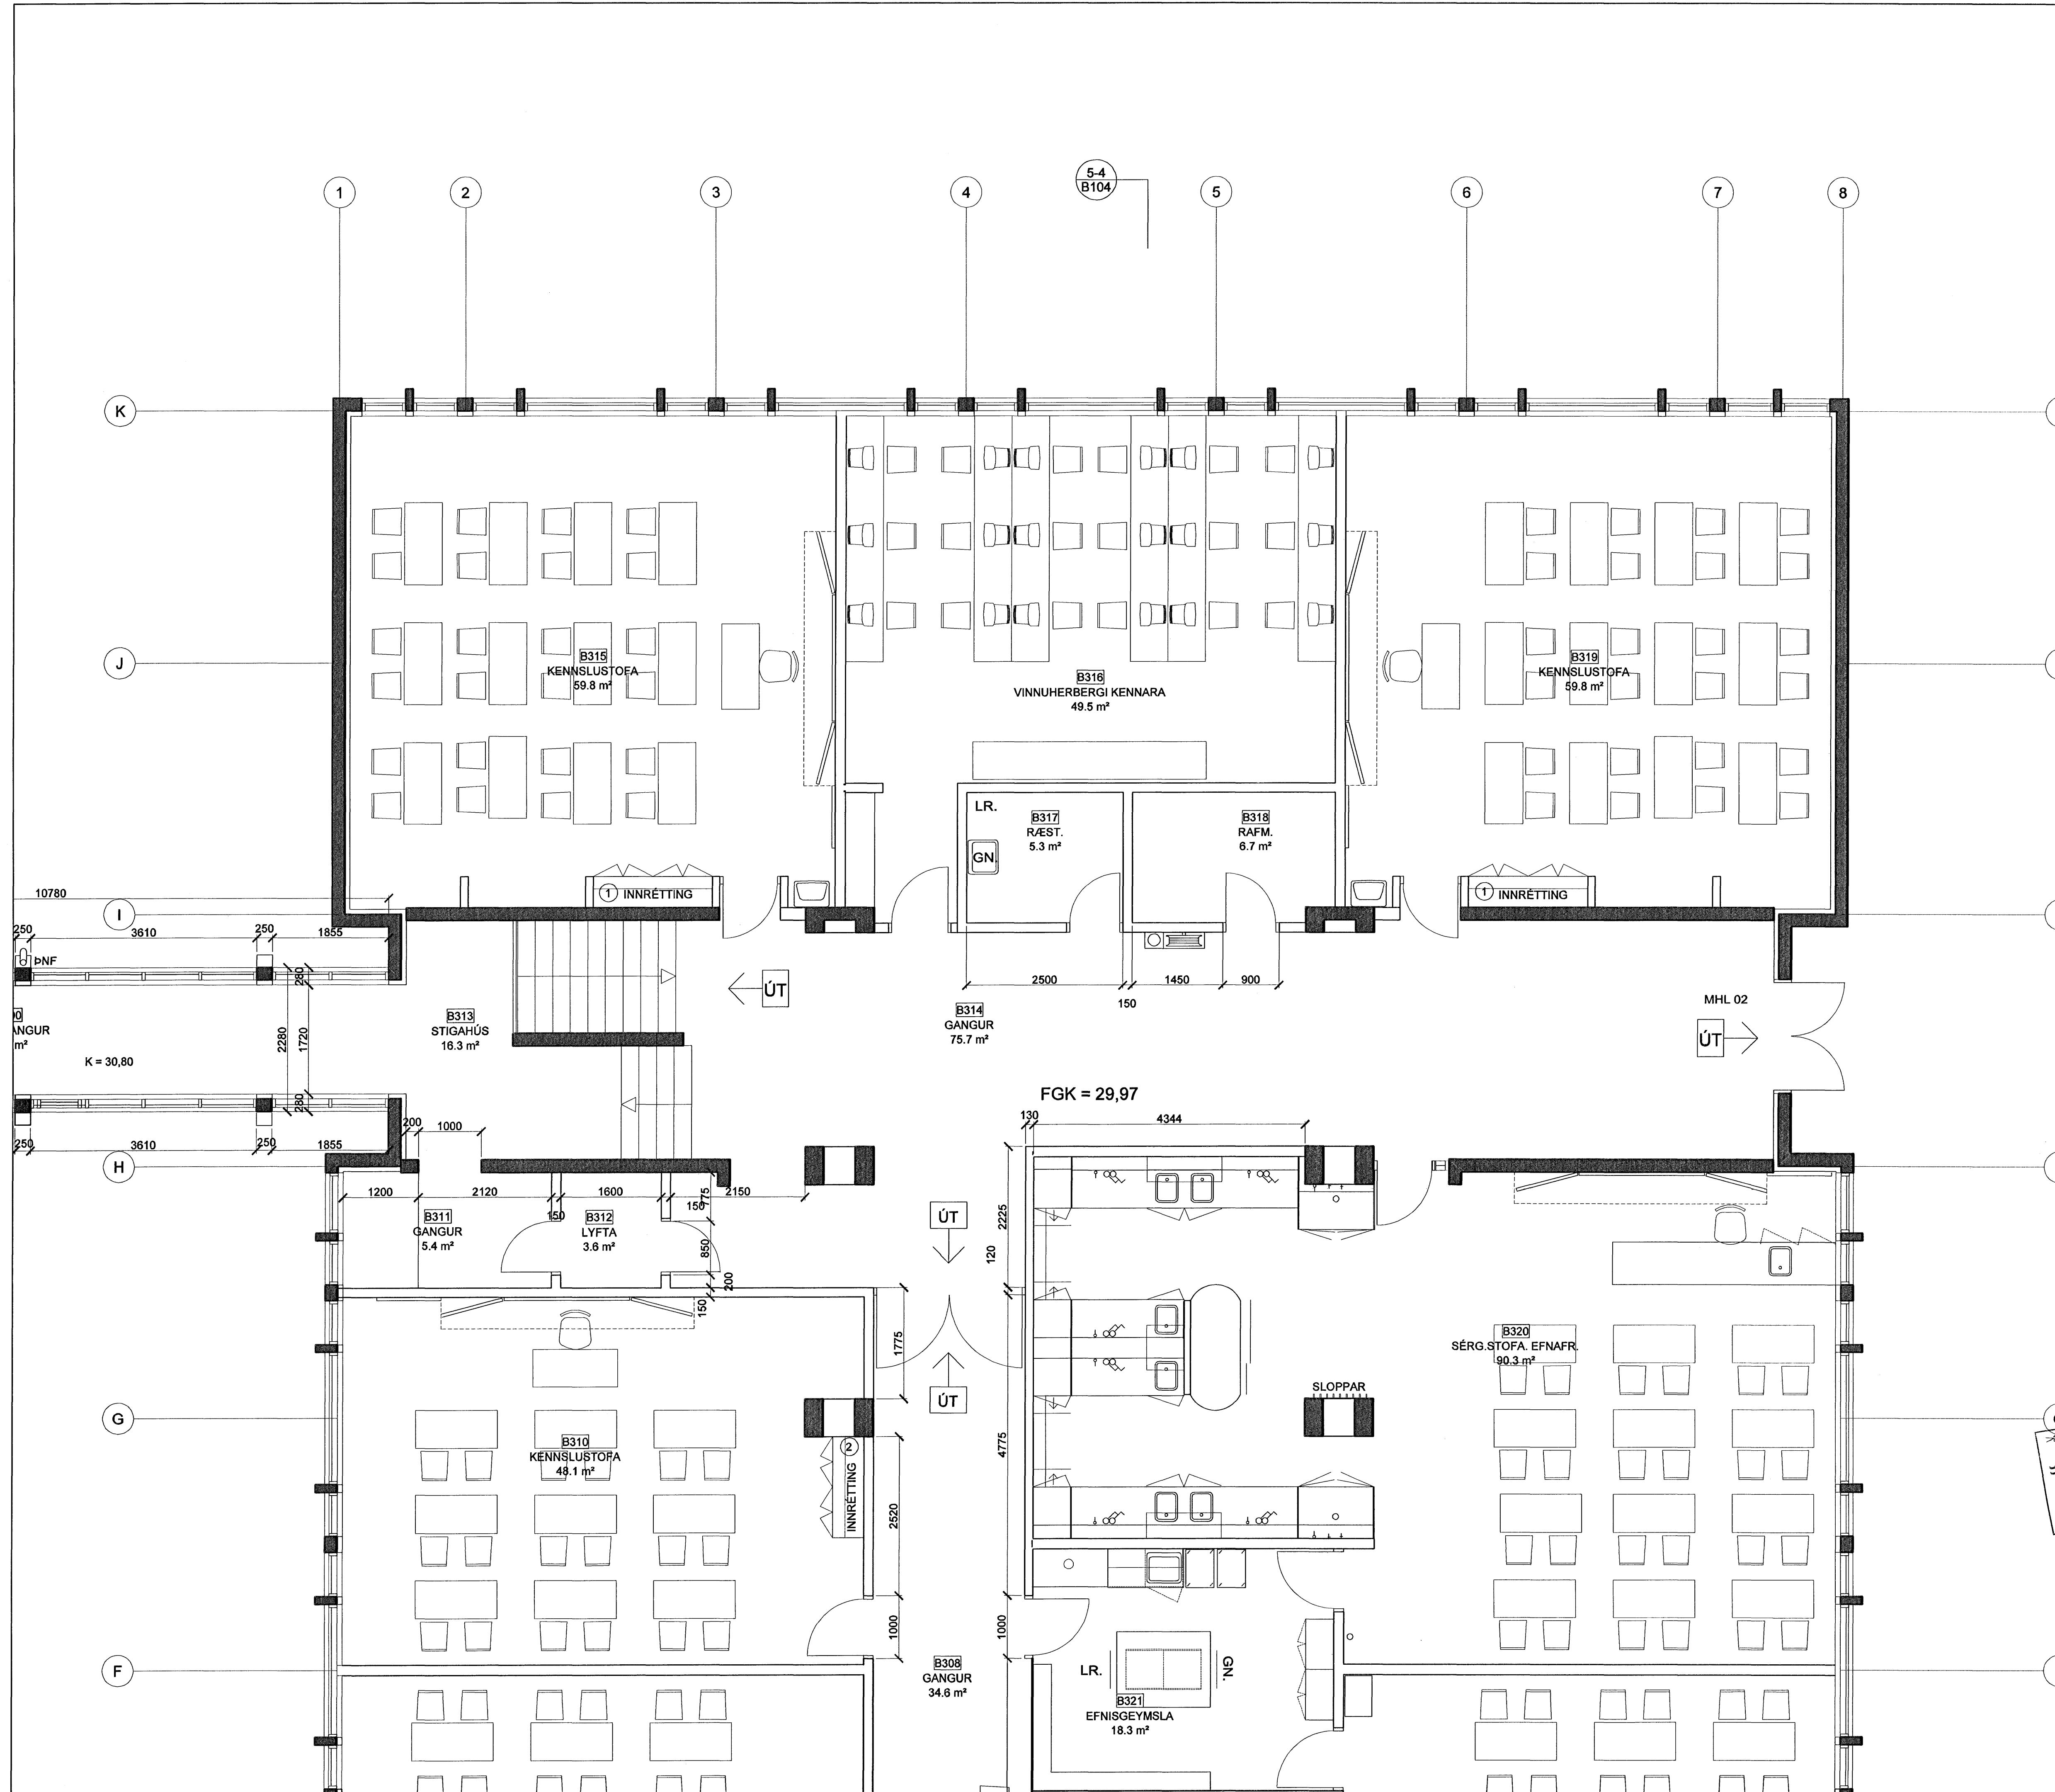 5-4
B104
1
2
3
4
5
6
7
8
K
J
B315
KENNSLUSTOFA
59.8 m²
B316
VINNUHERBERGI KENNARA
49.5 m²
B319
KENNSLUSTOFA
59.8 m²
LR.
B317
RÆST.
5.3 m²
GN.
B318
RAFM.
6.7 m²
1 INNRÉTTING
1 INNRÉTTING
10780
I
250
3610
250
1855
ÞNF
280
2280
1720
280
K = 30,80
B313
STIGAHÚS
16.3 m²
ÚT
2500
150
1450
900
B314
GANGUR
75.7 m²
MHL 02
ÚT
FGK = 29,97
130
4344
250
3610
250
1855
200
1000
H
1200
2120
150
1600
150
775
2150
B311
GANGUR
5.4 m²
B312
LYFTA
3.6 m²
850
200
150
ÚT
2225
120
1775
ÚT
B320
SÉRG.STOFA. EFNAFR.
90.3 m²
SLOPPAR
G
B310
KENNSLUSTOFA
48.1 m²
2
INNRÉTTING
2520
4775
1000
1000
F
B308
GANGUR
34.6 m²
LR.
GN.
B321
EFNISGEYMSLA
18.3 m²